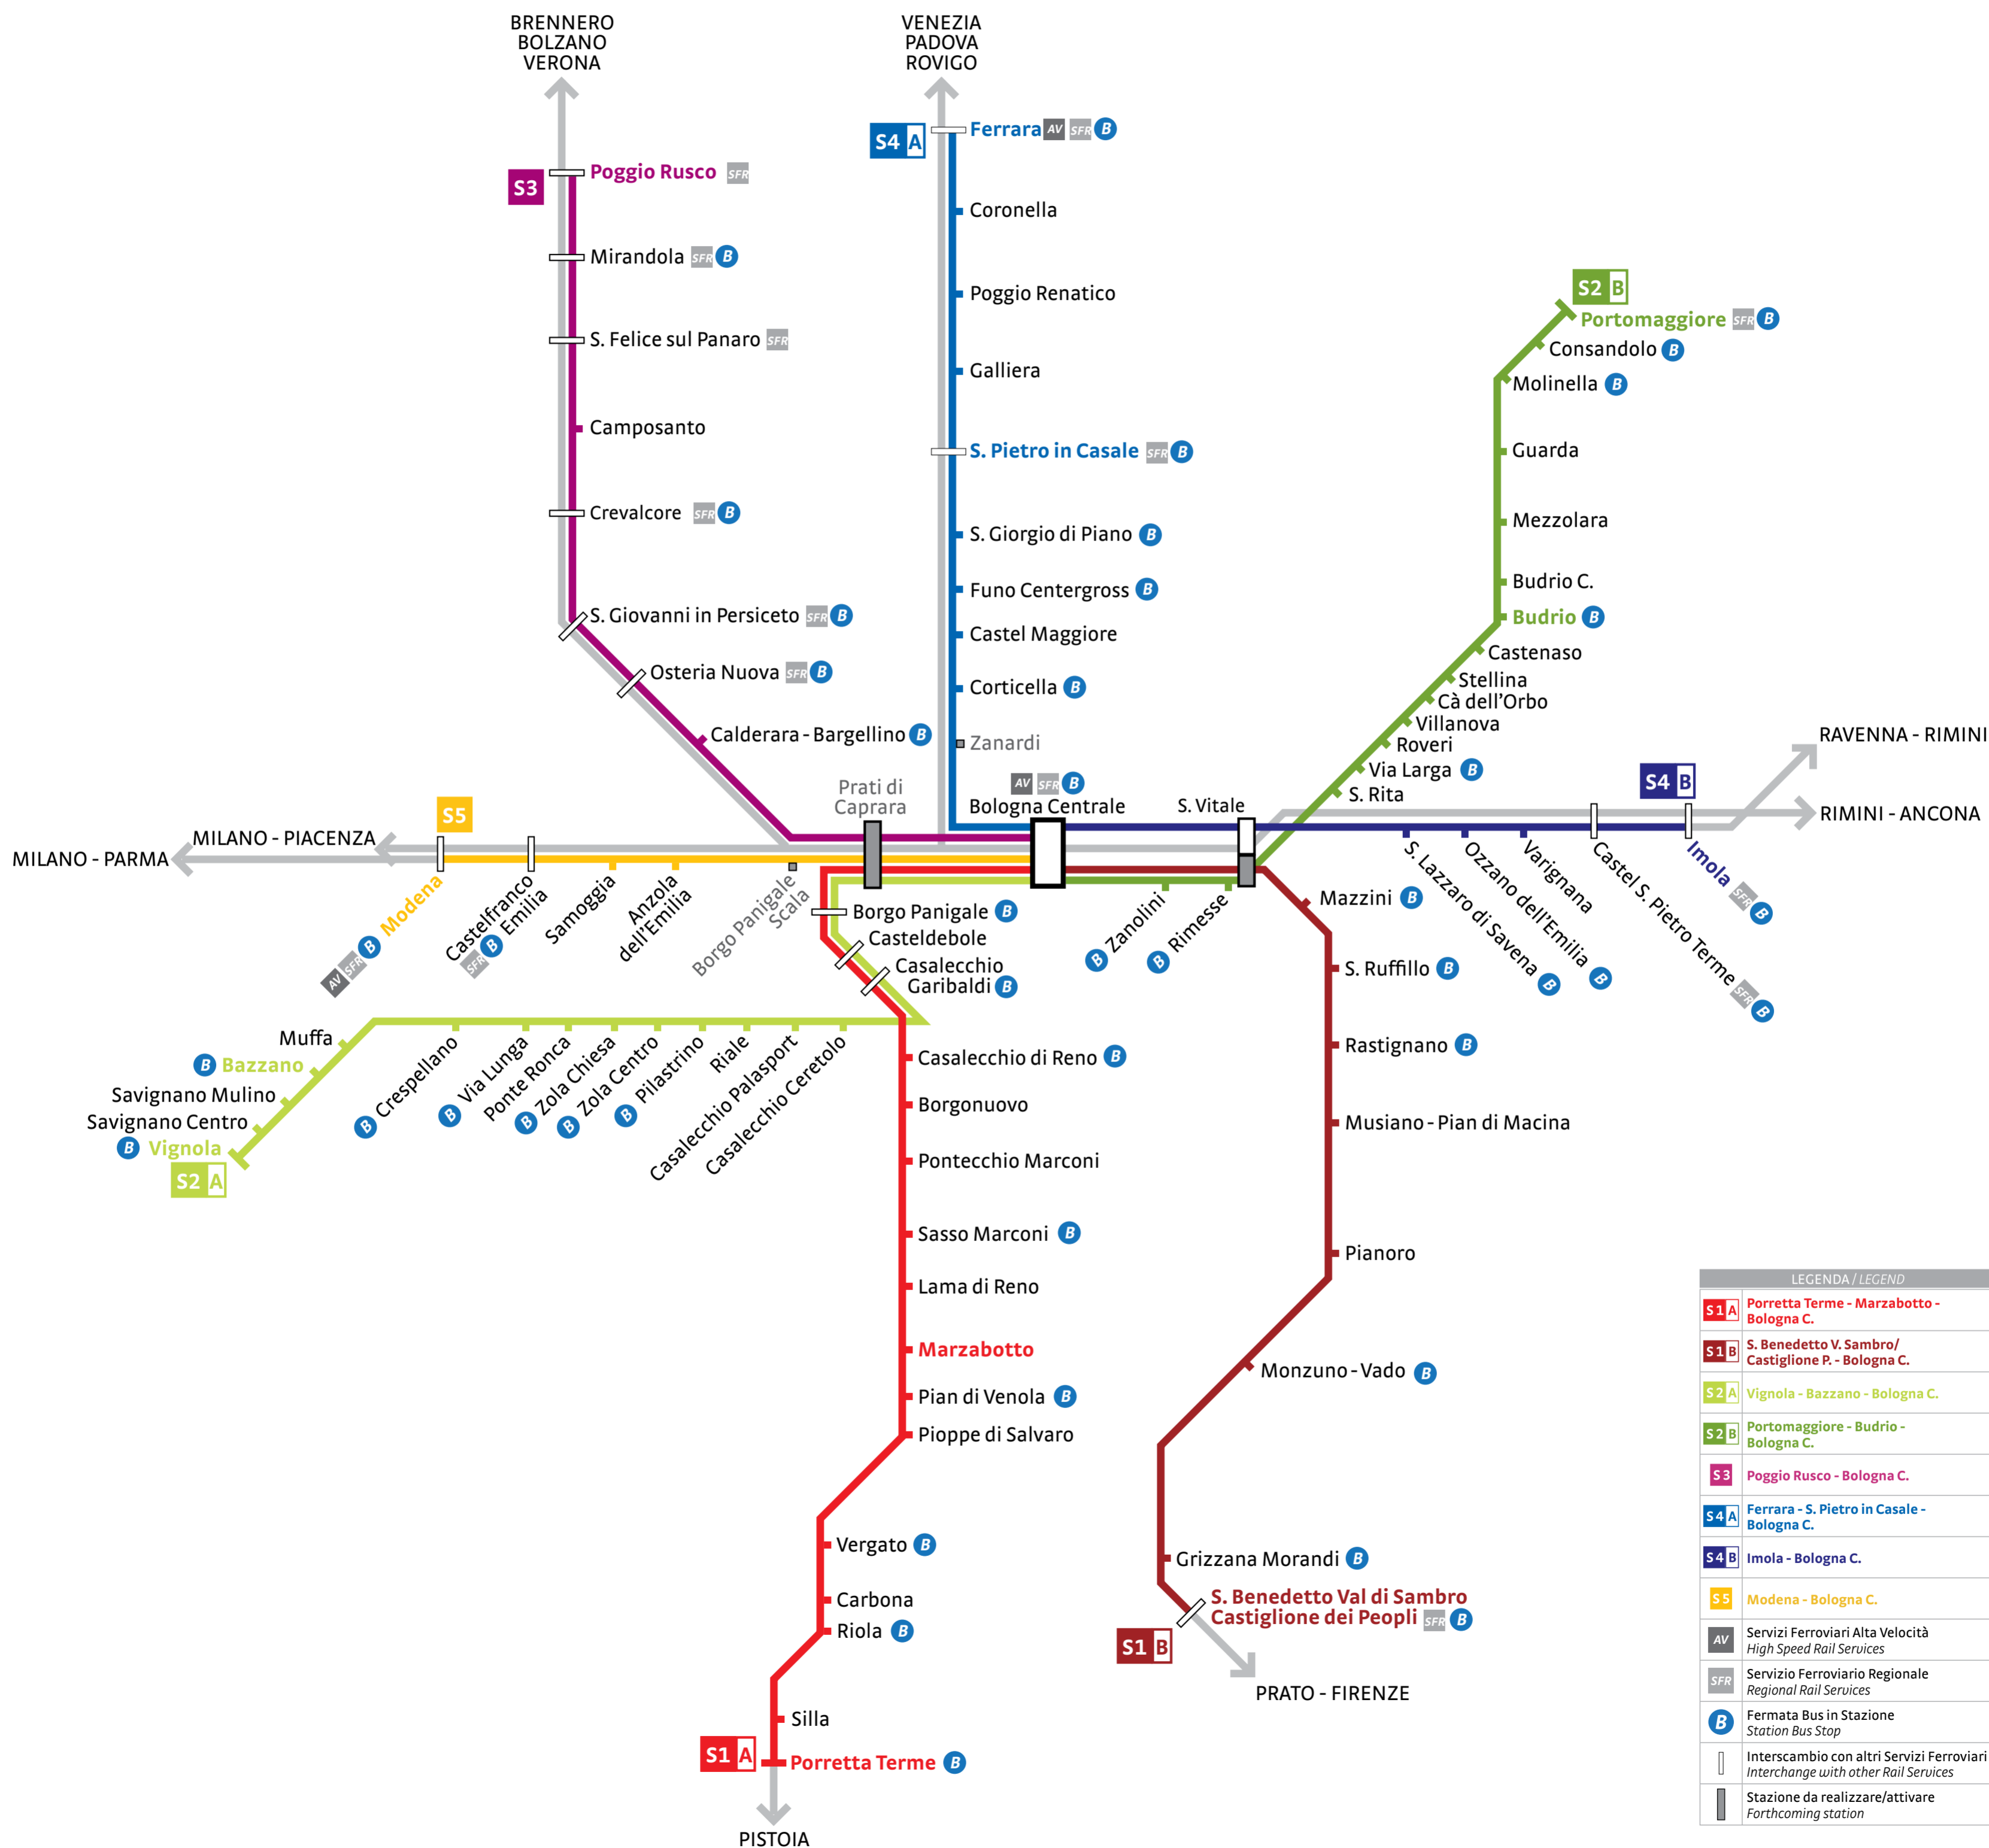 BRENNERO
BOLZANO
VERONA
VENEZIA
PADOVA
ROVIGO
S3
Poggio Rusco SFR
Mirandola SFR B
S. Felice sul Panaro SFR
Camposanto
Crevalcore SFR B
S. Giovanni in Persiceto SFR B
Osteria Nuova SFR B
Calderara - Bargellino B
S4 A
Ferrara AV SFR B
Coronella
Poggio Renatico
Galliera
S. Pietro in Casale SFR B
S. Giorgio di Piano B
Funo Centergross B
Castel Maggiore
Corticella B
Zanardi
S2 B
Portomaggiore SFR B
Consandolo B
Molinella B
Guarda
Mezzolara
Budrio C.
Budrio B
Castenaso
Stellina
Cà dell'Orbo
Villanova
Roveri
Via Larga B
S. Rita
RAVENNA - RIMINI
RIMINI - ANCONA
S4 B
Prati di
Caprara
AV SFR B
Bologna Centrale
S. Vitale
S5
MILANO - PIACENZA
MILANO - PARMA
AV SFR B Modena
Castelfranco
SFR B Emilia
Samoggia
Anzola
dell'Emilia
Borgo Panigale
Scala
Borgo Panigale B
Casteldebole
Casalecchio
Garibaldi B
B Zanolini
B Rimesse
S. Lazzaro di Savena B
Ozzano dell'Emilia B
Varignana
Castel S. Pietro Terme SFR B
Imola SFR B
Mazzini B
S. Ruffillo B
Rastignano B
Musiano - Pian di Macina
Pianoro
Monzuno - Vado B
Grizzana Morandi B
S. Benedetto Val di Sambro
Castiglione dei Peopli SFR B
S1 B
PRATO - FIRENZE
Muffa
B Bazzano
Savignano Mulino
Savignano Centro
B Vignola
S2 A
B Crespellano
B Via Lunga
Ponte Ronca
B Zola Chiesa
B Zola Centro
B Pilastrino
Riale
Casalecchio Palasport
Casalecchio Ceretolo
Casalecchio di Reno B
Borgonuovo
Pontecchio Marconi
Sasso Marconi B
Lama di Reno
Marzabotto
Pian di Venola B
Pioppe di Salvaro
Vergato B
Carbona
Riola B
Silla
S1 A
Porretta Terme B
PISTOIA
LEGENDA / LEGEND
S1 A Porretta Terme - Marzabotto -
Bologna C.
S1 B S. Benedetto V. Sambro/
Castiglione P. - Bologna C.
S2 A Vignola - Bazzano - Bologna C.
S2 B Portomaggiore - Budrio -
Bologna C.
S3 Poggio Rusco - Bologna C.
S4 A Ferrara - S. Pietro in Casale -
Bologna C.
S4 B Imola - Bologna C.
S5 Modena - Bologna C.
AV Servizi Ferroviari Alta Velocità
High Speed Rail Services
SFR Servizio Ferroviario Regionale
Regional Rail Services
B Fermata Bus in Stazione
Station Bus Stop
Interscambio con altri Servizi Ferroviari
Interchange with other Rail Services
Stazione da realizzare/attivare
Forthcoming station